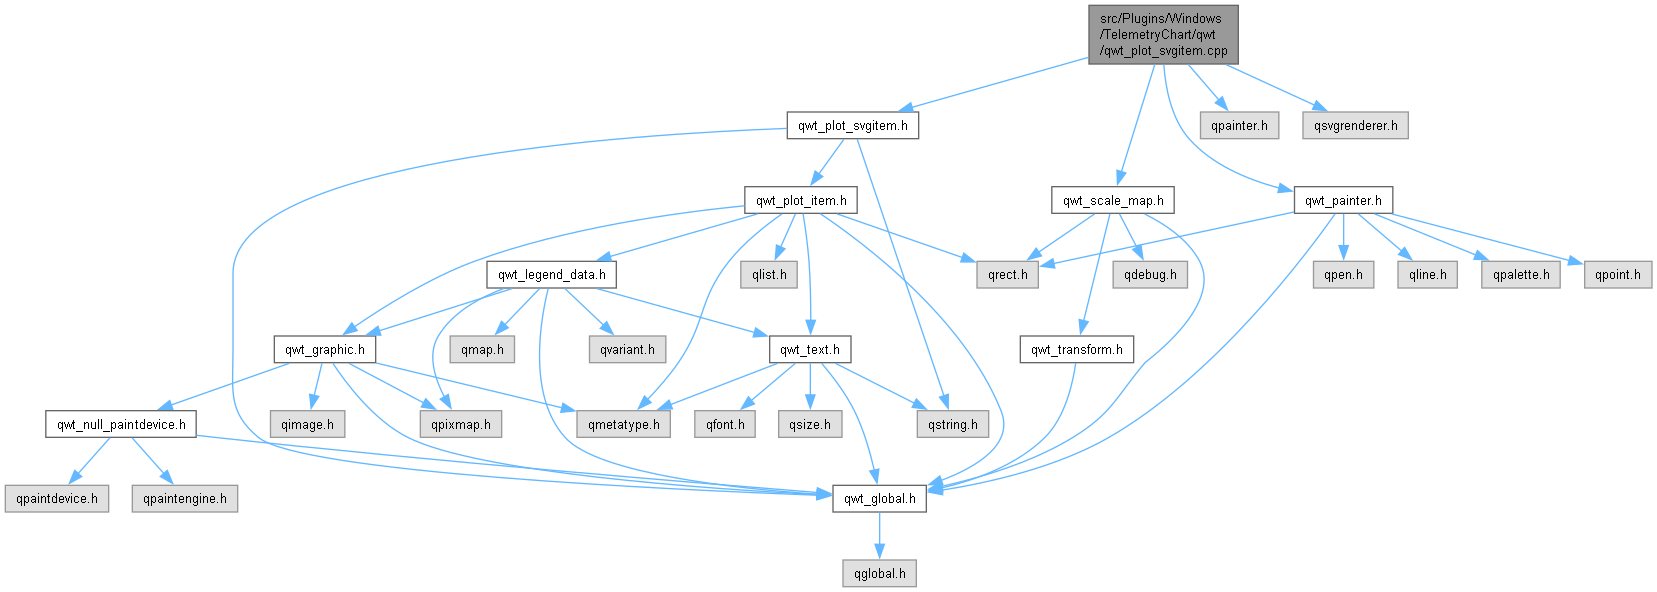 src/Plugins/Windows
/TelemetryChart/qwt
/qwt_plot_svgitem.cpp
qwt_plot_svgitem.h
qpainter.h
qsvgrenderer.h
qwt_plot_item.h
qwt_scale_map.h
qwt_painter.h
qwt_legend_data.h
qlist.h
qrect.h
qdebug.h
qpen.h
qline.h
qpalette.h
qpoint.h
qwt_graphic.h
qmap.h
qvariant.h
qwt_text.h
qwt_transform.h
qwt_null_paintdevice.h
qimage.h
qpixmap.h
qmetatype.h
qfont.h
qsize.h
qstring.h
qpaintdevice.h
qpaintengine.h
qwt_global.h
qglobal.h